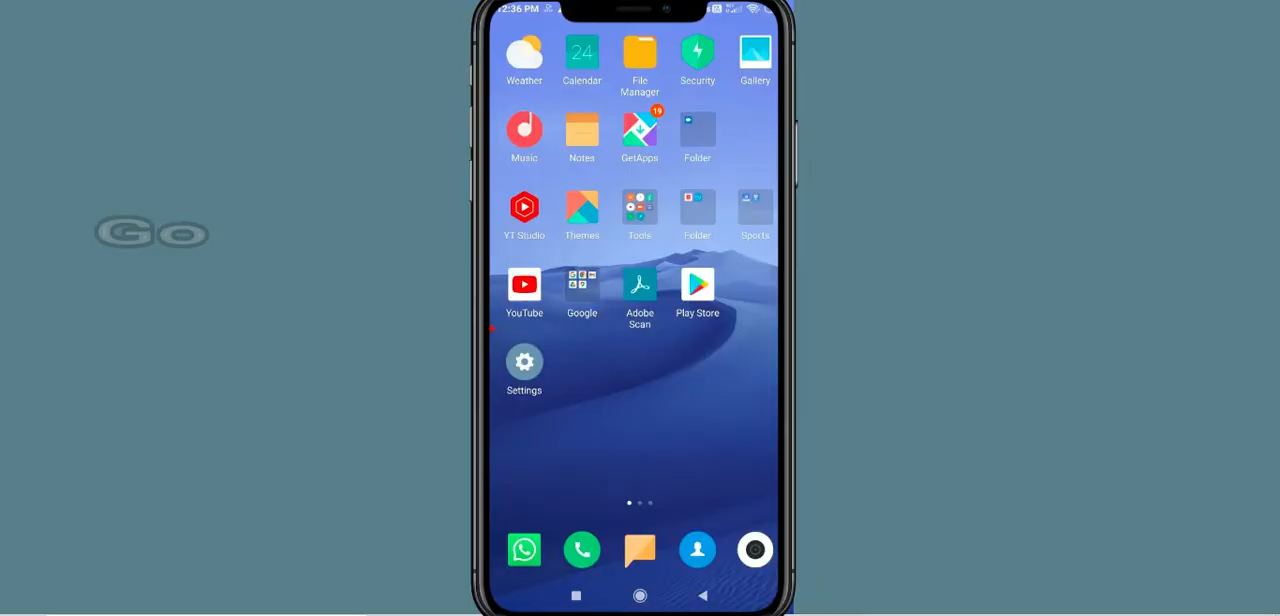 12:36 PM
Weather Calendar File Manager Security Gallery
24
19
Music Notes GetApps Folder
YT Studio Themes Tools Folder Sports
YouTube Google Adobe Scan Play Store
Settings
Go